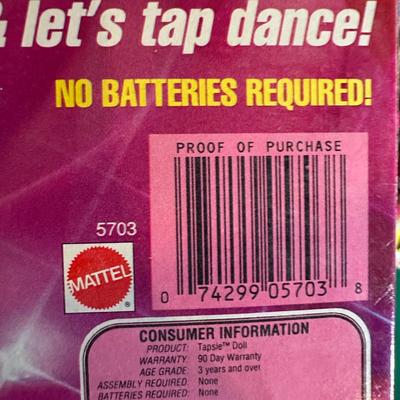 & let's tap dance!
NO BATTERIES REQUIRED!
PROOF OF PURCHASE
5703
MATTEL
®
0 74299 05703 8
CONSUMER INFORMATION
PRODUCT: Tapsie™ Doll
WARRANTY: 90 Day Warranty
AGE GRADE: 3 years and over
ASSEMBLY REQUIRED: None
BATTERIES REQUIRED: None